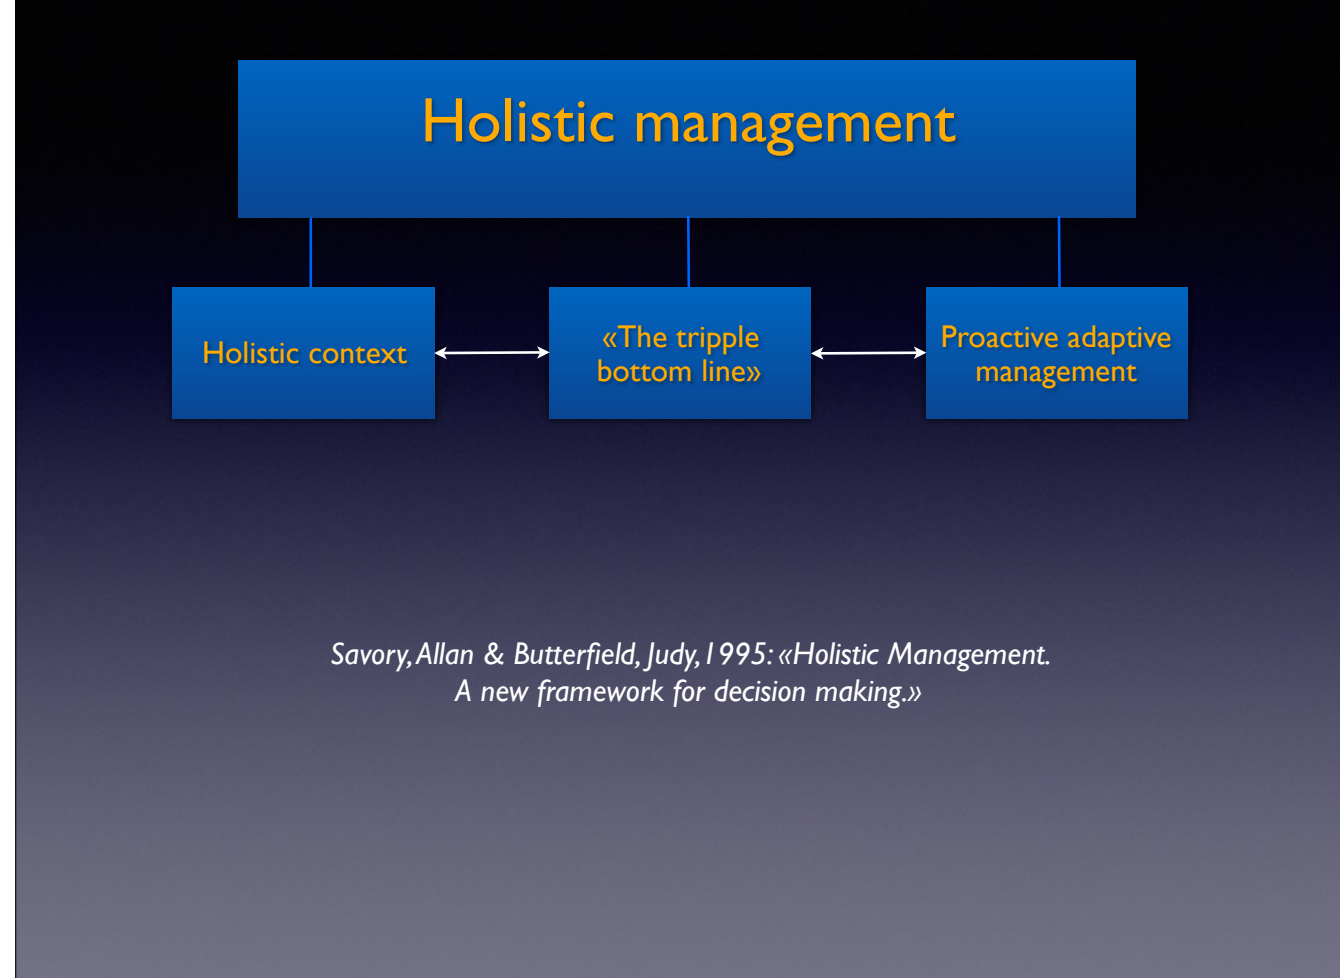 Holistic management
Holistic context
«The tripple
bottom line»
Proactive adaptive
management
Savory, Allan & Butterfield, Judy, 1995: «Holistic Management.
A new framework for decision making.»